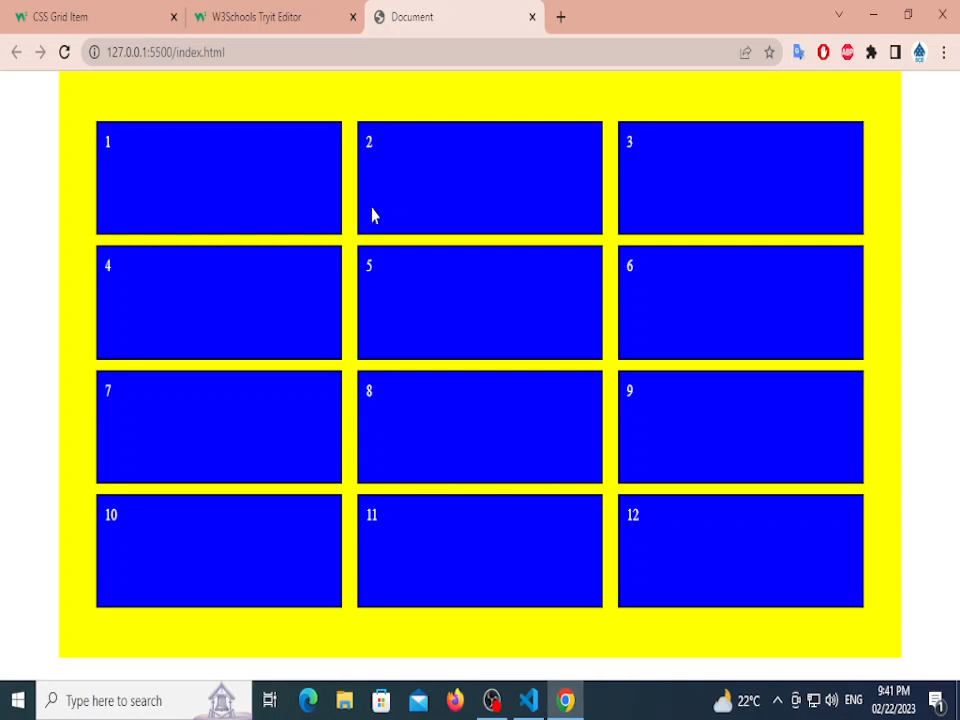 CSS Grid Item
W3Schools Tryit Editor
Document
127.0.0.1:5500/index.html
1
2
3
4
5
6
7
8
9
10
11
12
Type here to search
22°C
ENG
9:41 PM
02/22/2023
1